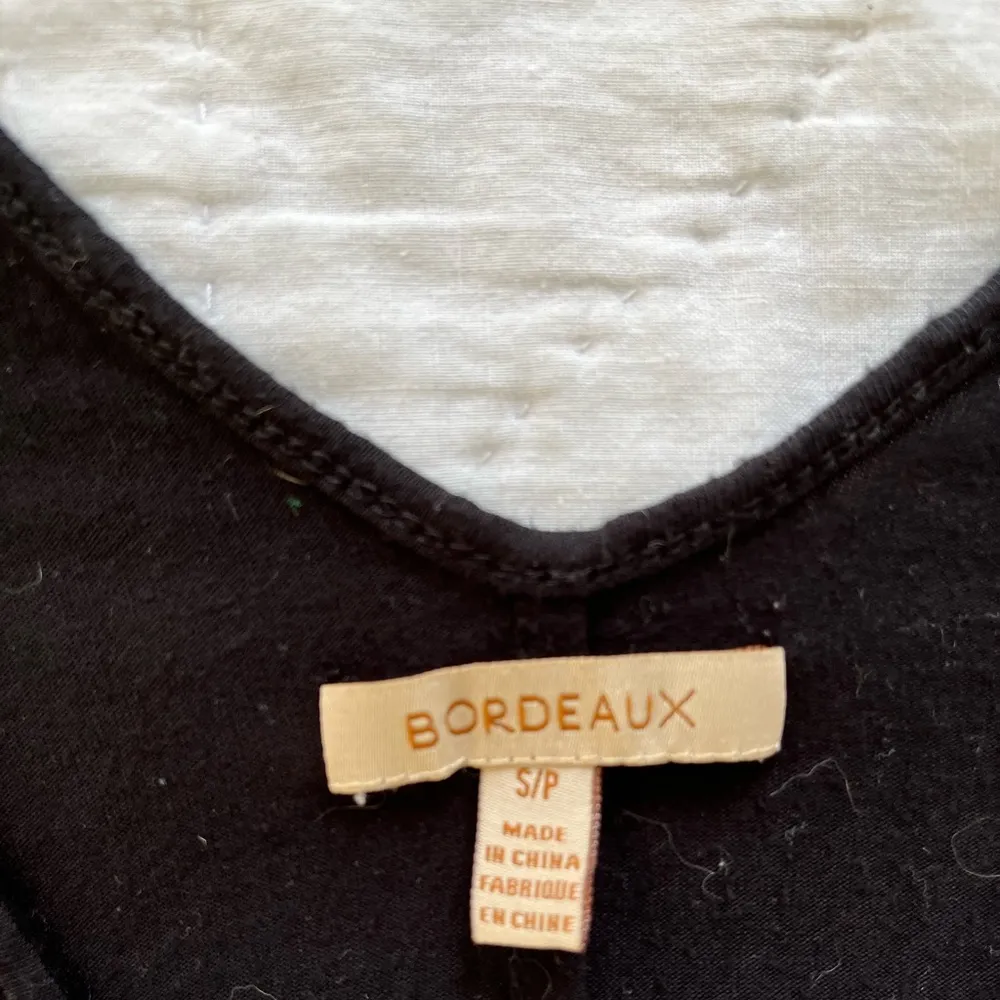 BORDEAUX
S/P
MADE
IN CHINA
FABRIQUE
EN CHINE